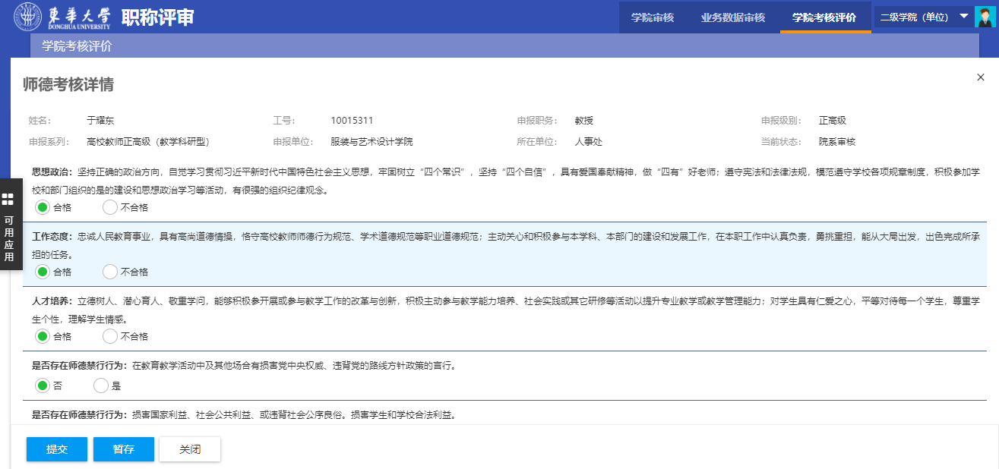 東華大学 职称评审 学院审核 业务数据审核 学院考核评价 二级学院（单位）
DONGHUA UNIVERSITY
学院考核评价
师德考核详情 ×
姓名： 于耀东 工号： 10015311 申报职务： 教授 申报级别： 正高级
申报系列： 高校教师正高级（教学科研型） 申报单位： 服装与艺术设计学院 所在单位： 人事处 当前状态： 院系审核
思想政治：坚持正确的政治方向，自觉学习贯彻习近平新时代中国特色社会主义思想，牢固树立“四个常识”，坚持“四个自信”，具有爱国奉献精神，做“四有”好老师；遵守宪法和法律法规，模范遵守学校各项规章制度，积极参加学
校和部门组织的是的建设和思想政治学习等活动，有很强的组织纪律观念。
合格 不合格
可用应用
工作态度：忠诚人民教育事业，具有高尚道德情操，恪守高校教师师德行为规范、学术道德规范等职业道德规范；主动关心和积极参与本学科、本部门的建设和发展工作，在本职工作中认真负责，勇挑重担，能从大局出发，出色完成所承
担的任务。
合格 不合格
人才培养：立德树人、潜心育人、敬重学问，能够积极参开展或参与教学工作的改革与创新，积极主动参与教学能力培养、社会实践或其它研修等活动以提升专业教学或教学管理能力；对学生具有仁爱之心，平等对待每一个学生，尊重学
生个性，理解学生情感。
合格 不合格
是否存在师德禁行行为：在教育教学活动中及其他场合有损害党中央权威、违背党的路线方针政策的言行。
否 是
是否存在师德禁行行为：损害国家利益、社会公共利益、或违背社会公序良俗。损害学生和学校合法利益。
提交 暂存 关闭